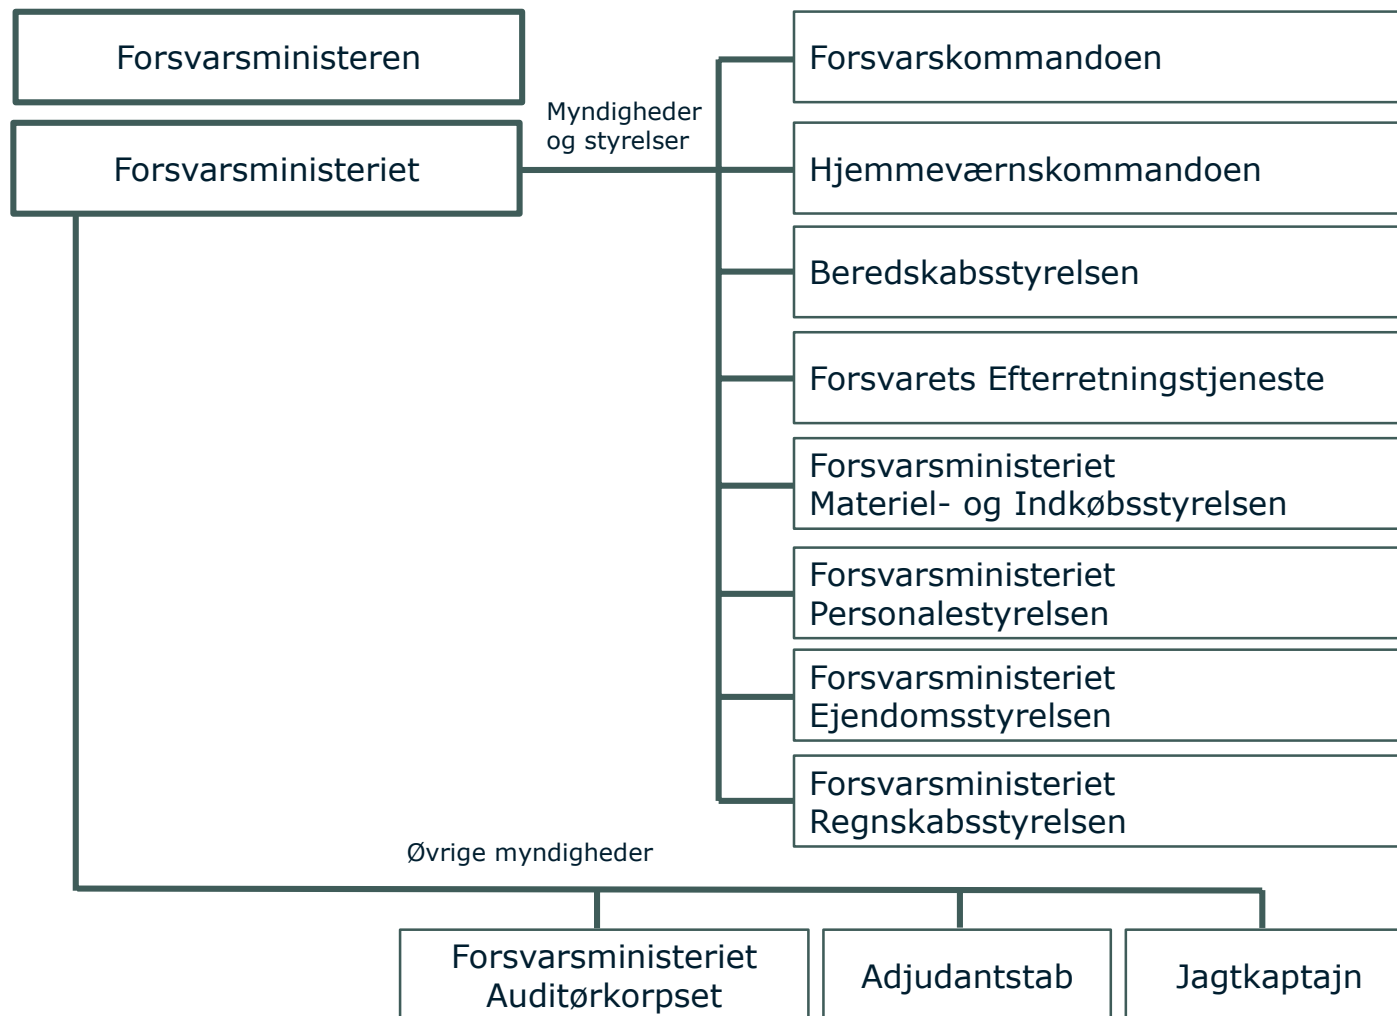 Forsvarsministeren
Forsvarsministeriet
Myndigheder
og styrelser
Forsvarskommandoen
Hjemmeværnskommandoen
Beredskabsstyrelsen
Forsvarets Efterretningstjeneste
Forsvarsministeriet
Materiel- og Indkøbsstyrelsen
Forsvarsministeriet
Personalestyrelsen
Forsvarsministeriet
Ejendomsstyrelsen
Forsvarsministeriet
Regnskabsstyrelsen
Øvrige myndigheder
Forsvarsministeriet
Auditørkorpset
Adjudantstab
Jagtkaptajn